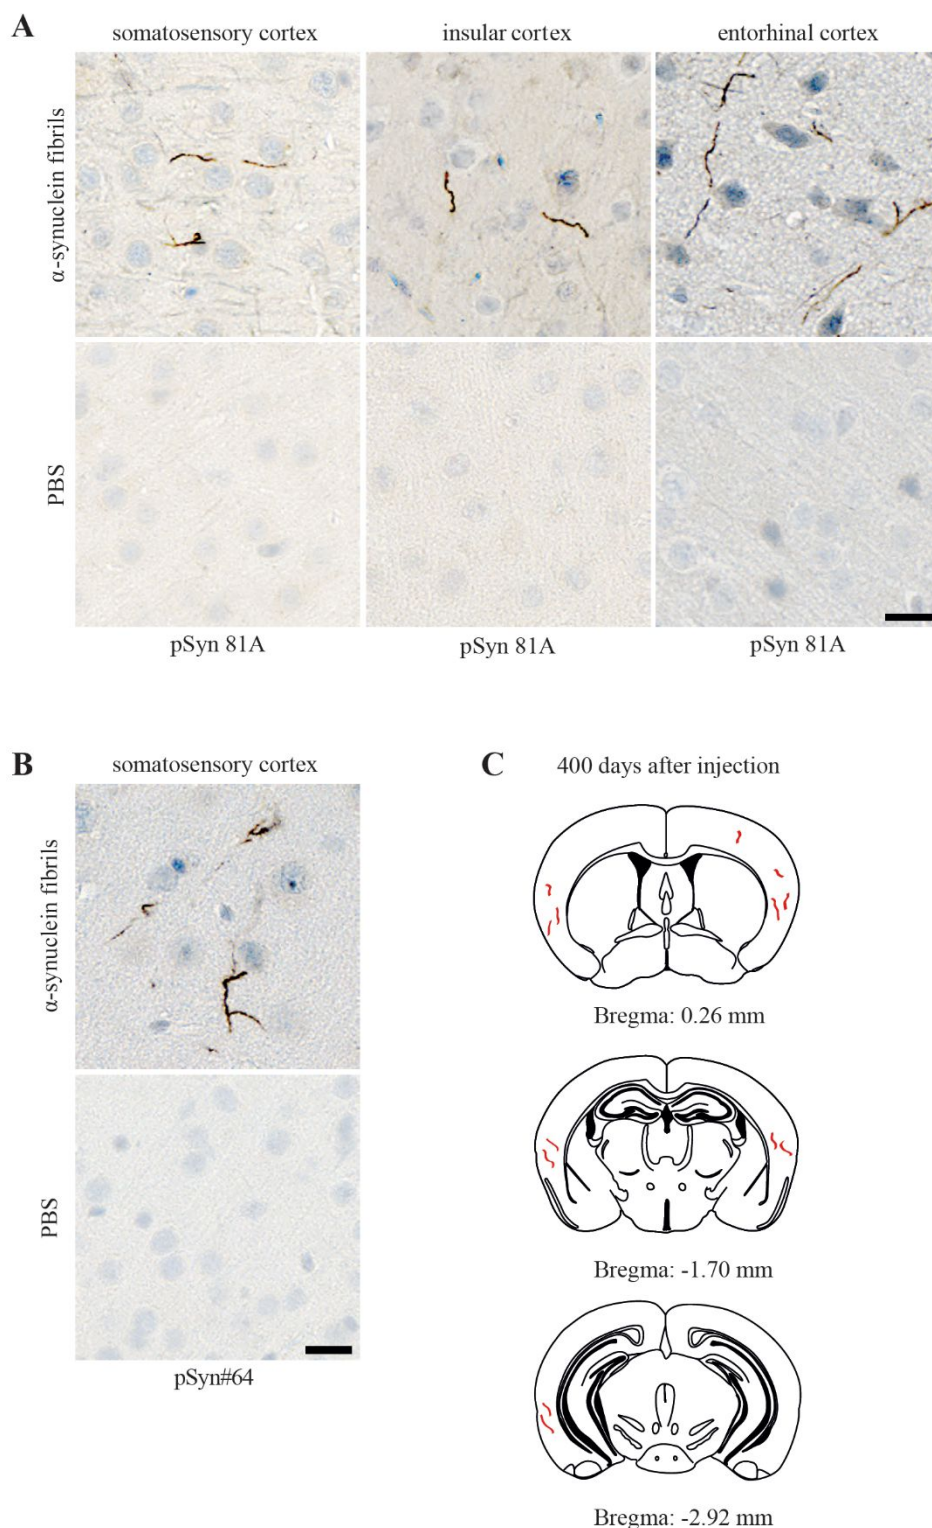 A
somatosensory cortex
insular cortex
entorhinal cortex
α-synuclein fibrils
PBS
pSyn 81A
pSyn 81A
pSyn 81A
B
somatosensory cortex
α-synuclein fibrils
PBS
pSyn#64
C
400 days after injection
Bregma: 0.26 mm
Bregma: -1.70 mm
Bregma: -2.92 mm